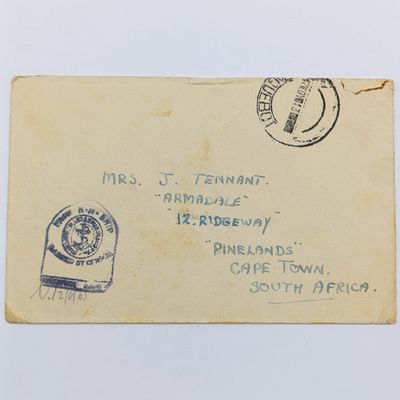 MRS. J. TENNANT.
"ARMADALE"
12. RIDGEWAY"
"PINELANDS"
CAPE TOWN.
SOUTH AFRICA.